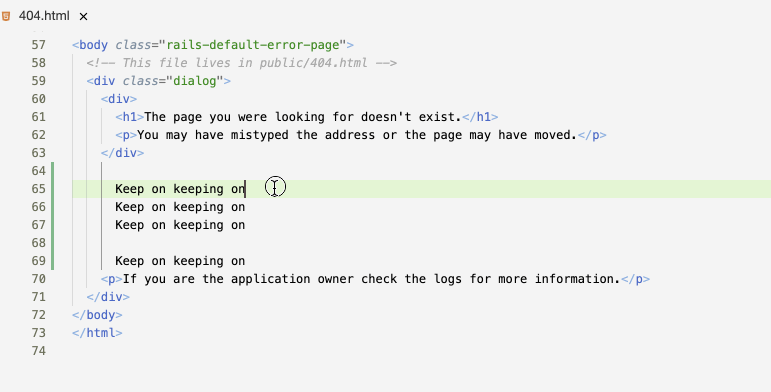 404.html
57 <body class="rails-default-error-page">
58 <!-- This file lives in public/404.html -->
59 <div class="dialog">
60 <div>
61 <h1>The page you were looking for doesn't exist.</h1>
62 <p>You may have mistyped the address or the page may have moved.</p>
63 </div>
64
65 Keep on keeping on
66 Keep on keeping on
67 Keep on keeping on
68
69 Keep on keeping on
70 <p>If you are the application owner check the logs for more information.</p>
71 </div>
72 </body>
73 </html>
74